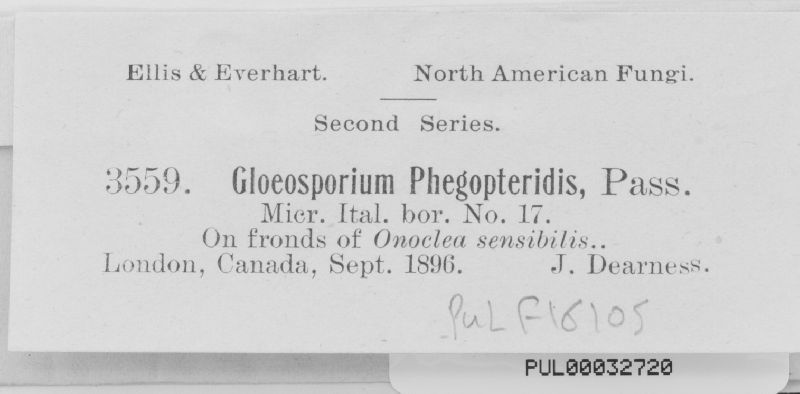 Ellis & Everhart. North American Fungi.
Second Series.
3559. Gloeosporium Phegopteridis, Pass.
Micr. Ital. bor. No. 17.
On fronds of Onoclea sensibilis..
London, Canada, Sept. 1896. J. Dearness.
PuL F16105
PUL00032720